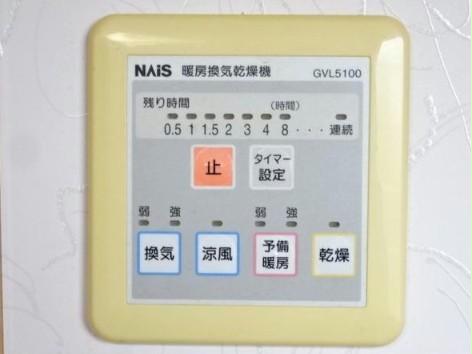 NAiS 暖房換気乾燥機 GVL5100
残り時間 (時間)
0.5 1 1.5 2 3 4 8 ··· 連続
止 タイマー設定
弱 強 弱 強
換気 涼風 予備暖房 乾燥